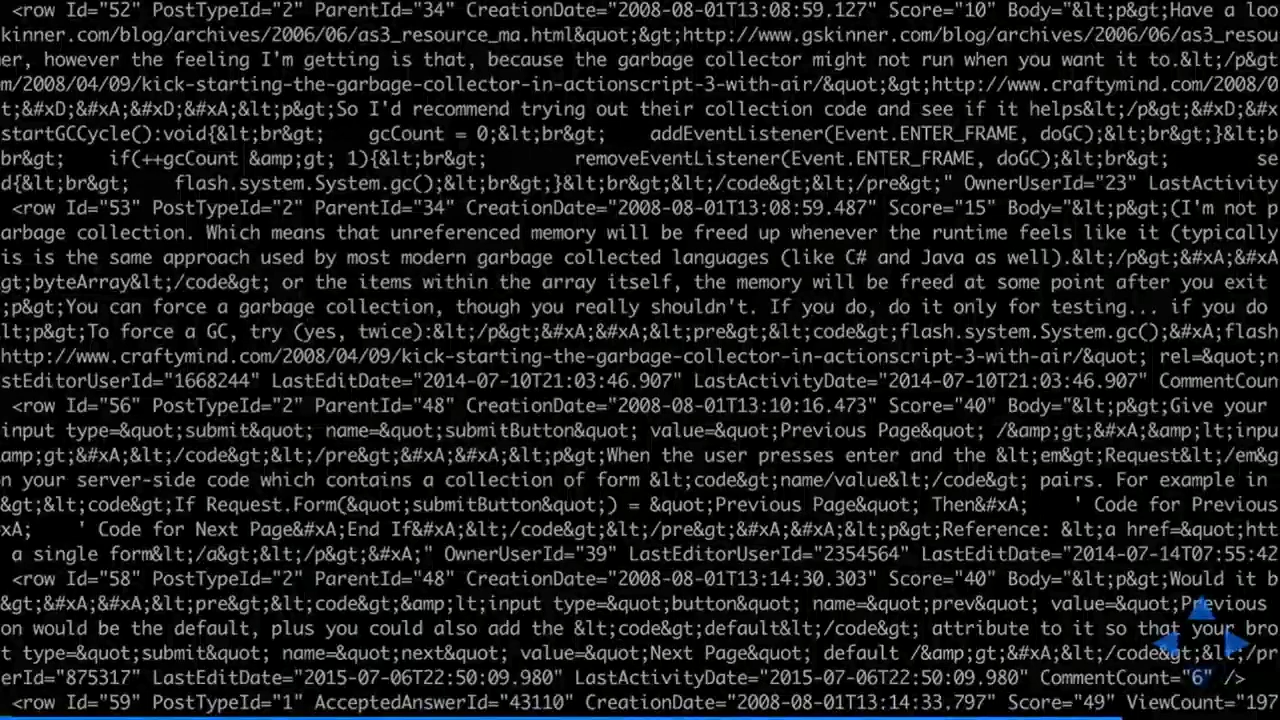 <row Id="52" PostTypeId="2" ParentId="34" CreationDate="2008-08-01T13:08:59.127" Score="10" Body="&lt;p&gt;Have a loo
kinner.com/blog/archives/2006/06/as3_resource_ma.html&quot;&gt;http://www.gskinner.com/blog/archives/2006/06/as3_resou
er, however the feeling I'm getting is that, because the garbage collector might not run when you want it to.&lt;/p&gt
m/2008/04/09/kick-starting-the-garbage-collector-in-actionscript-3-with-air/&quot;&gt;http://www.craftymind.com/2008/0
t;&#xD;&#xA;&#xD;&#xA;&lt;p&gt;So I'd recommend trying out their collection code and see if it helps&lt;/p&gt;&#xD;&#x
startGCCycle():void{&lt;br&gt;    gcCount = 0;&lt;br&gt;    addEventListener(Event.ENTER_FRAME, doGC);&lt;br&gt;}&lt;b
br&gt;    if(++gcCount &amp;gt; 1){&lt;br&gt;        removeEventListener(Event.ENTER_FRAME, doGC);&lt;br&gt;        se
d{&lt;br&gt;    flash.system.System.gc();&lt;br&gt;}&lt;br&gt;&lt;/code&gt;&lt;/pre&gt;" OwnerUserId="23" LastActivity
<row Id="53" PostTypeId="2" ParentId="34" CreationDate="2008-08-01T13:08:59.487" Score="15" Body="&lt;p&gt;(I'm not p
arbage collection. Which means that unreferenced memory will be freed up whenever the runtime feels like it (typically
is is the same approach used by most modern garbage collected languages (like C# and Java as well).&lt;/p&gt;&#xA;&#xA
gt;byteArray&lt;/code&gt; or the items within the array itself, the memory will be freed at some point after you exit
;p&gt;You can force a garbage collection, though you really shouldn't. If you do, do it only for testing... if you do
lt;p&gt;To force a GC, try (yes, twice):&lt;/p&gt;&#xA;&#xA;&lt;pre&gt;&lt;code&gt;flash.system.System.gc();&#xA;flash
http://www.craftymind.com/2008/04/09/kick-starting-the-garbage-collector-in-actionscript-3-with-air/&quot; rel=&quot;n
stEditorUserId="1668244" LastEditDate="2014-07-10T21:03:46.907" LastActivityDate="2014-07-10T21:03:46.907" CommentCoun
<row Id="56" PostTypeId="2" ParentId="48" CreationDate="2008-08-01T13:10:16.473" Score="40" Body="&lt;p&gt;Give your
input type=&quot;submit&quot; name=&quot;submitButton&quot; value=&quot;Previous Page&quot; /&amp;gt;&#xA;&amp;lt;inpu
amp;gt;&#xA;&lt;/code&gt;&lt;/pre&gt;&#xA;&#xA;&lt;p&gt;When the user presses enter and the &lt;em&gt;Request&lt;/em&g
n your server-side code which contains a collection of form &lt;code&gt;name/value&lt;/code&gt; pairs. For example in
&gt;&lt;code&gt;If Request.Form(&quot;submitButton&quot;) = &quot;Previous Page&quot; Then&#xA;    ' Code for Previous
xA;    ' Code for Next Page&#xA;End If&#xA;&lt;/code&gt;&lt;/pre&gt;&#xA;&#xA;&lt;p&gt;Reference: &lt;a href=&quot;htt
a single form&lt;/a&gt;&lt;/p&gt;&#xA;" OwnerUserId="39" LastEditorUserId="2354564" LastEditDate="2014-07-14T07:55:42
<row Id="58" PostTypeId="2" ParentId="48" CreationDate="2008-08-01T13:14:30.303" Score="40" Body="&lt;p&gt;Would it b
&gt;&#xA;&#xA;&lt;pre&gt;&lt;code&gt;&amp;lt;input type=&quot;button&quot; name=&quot;prev&quot; value=&quot;Previous
on would be the default, plus you could also add the &lt;code&gt;default&lt;/code&gt; attribute to it so that your bro
t type=&quot;submit&quot; name=&quot;next&quot; value=&quot;Next Page&quot; default /&amp;gt;&#xA;&lt;/code&gt;&lt;/pr
erId="875317" LastEditDate="2015-07-06T22:50:09.980" LastActivityDate="2015-07-06T22:50:09.980" CommentCount="6" />
<row Id="59" PostTypeId="1" AcceptedAnswerId="43110" CreationDate="2008-08-01T13:14:33.797" Score="49" ViewCount="197